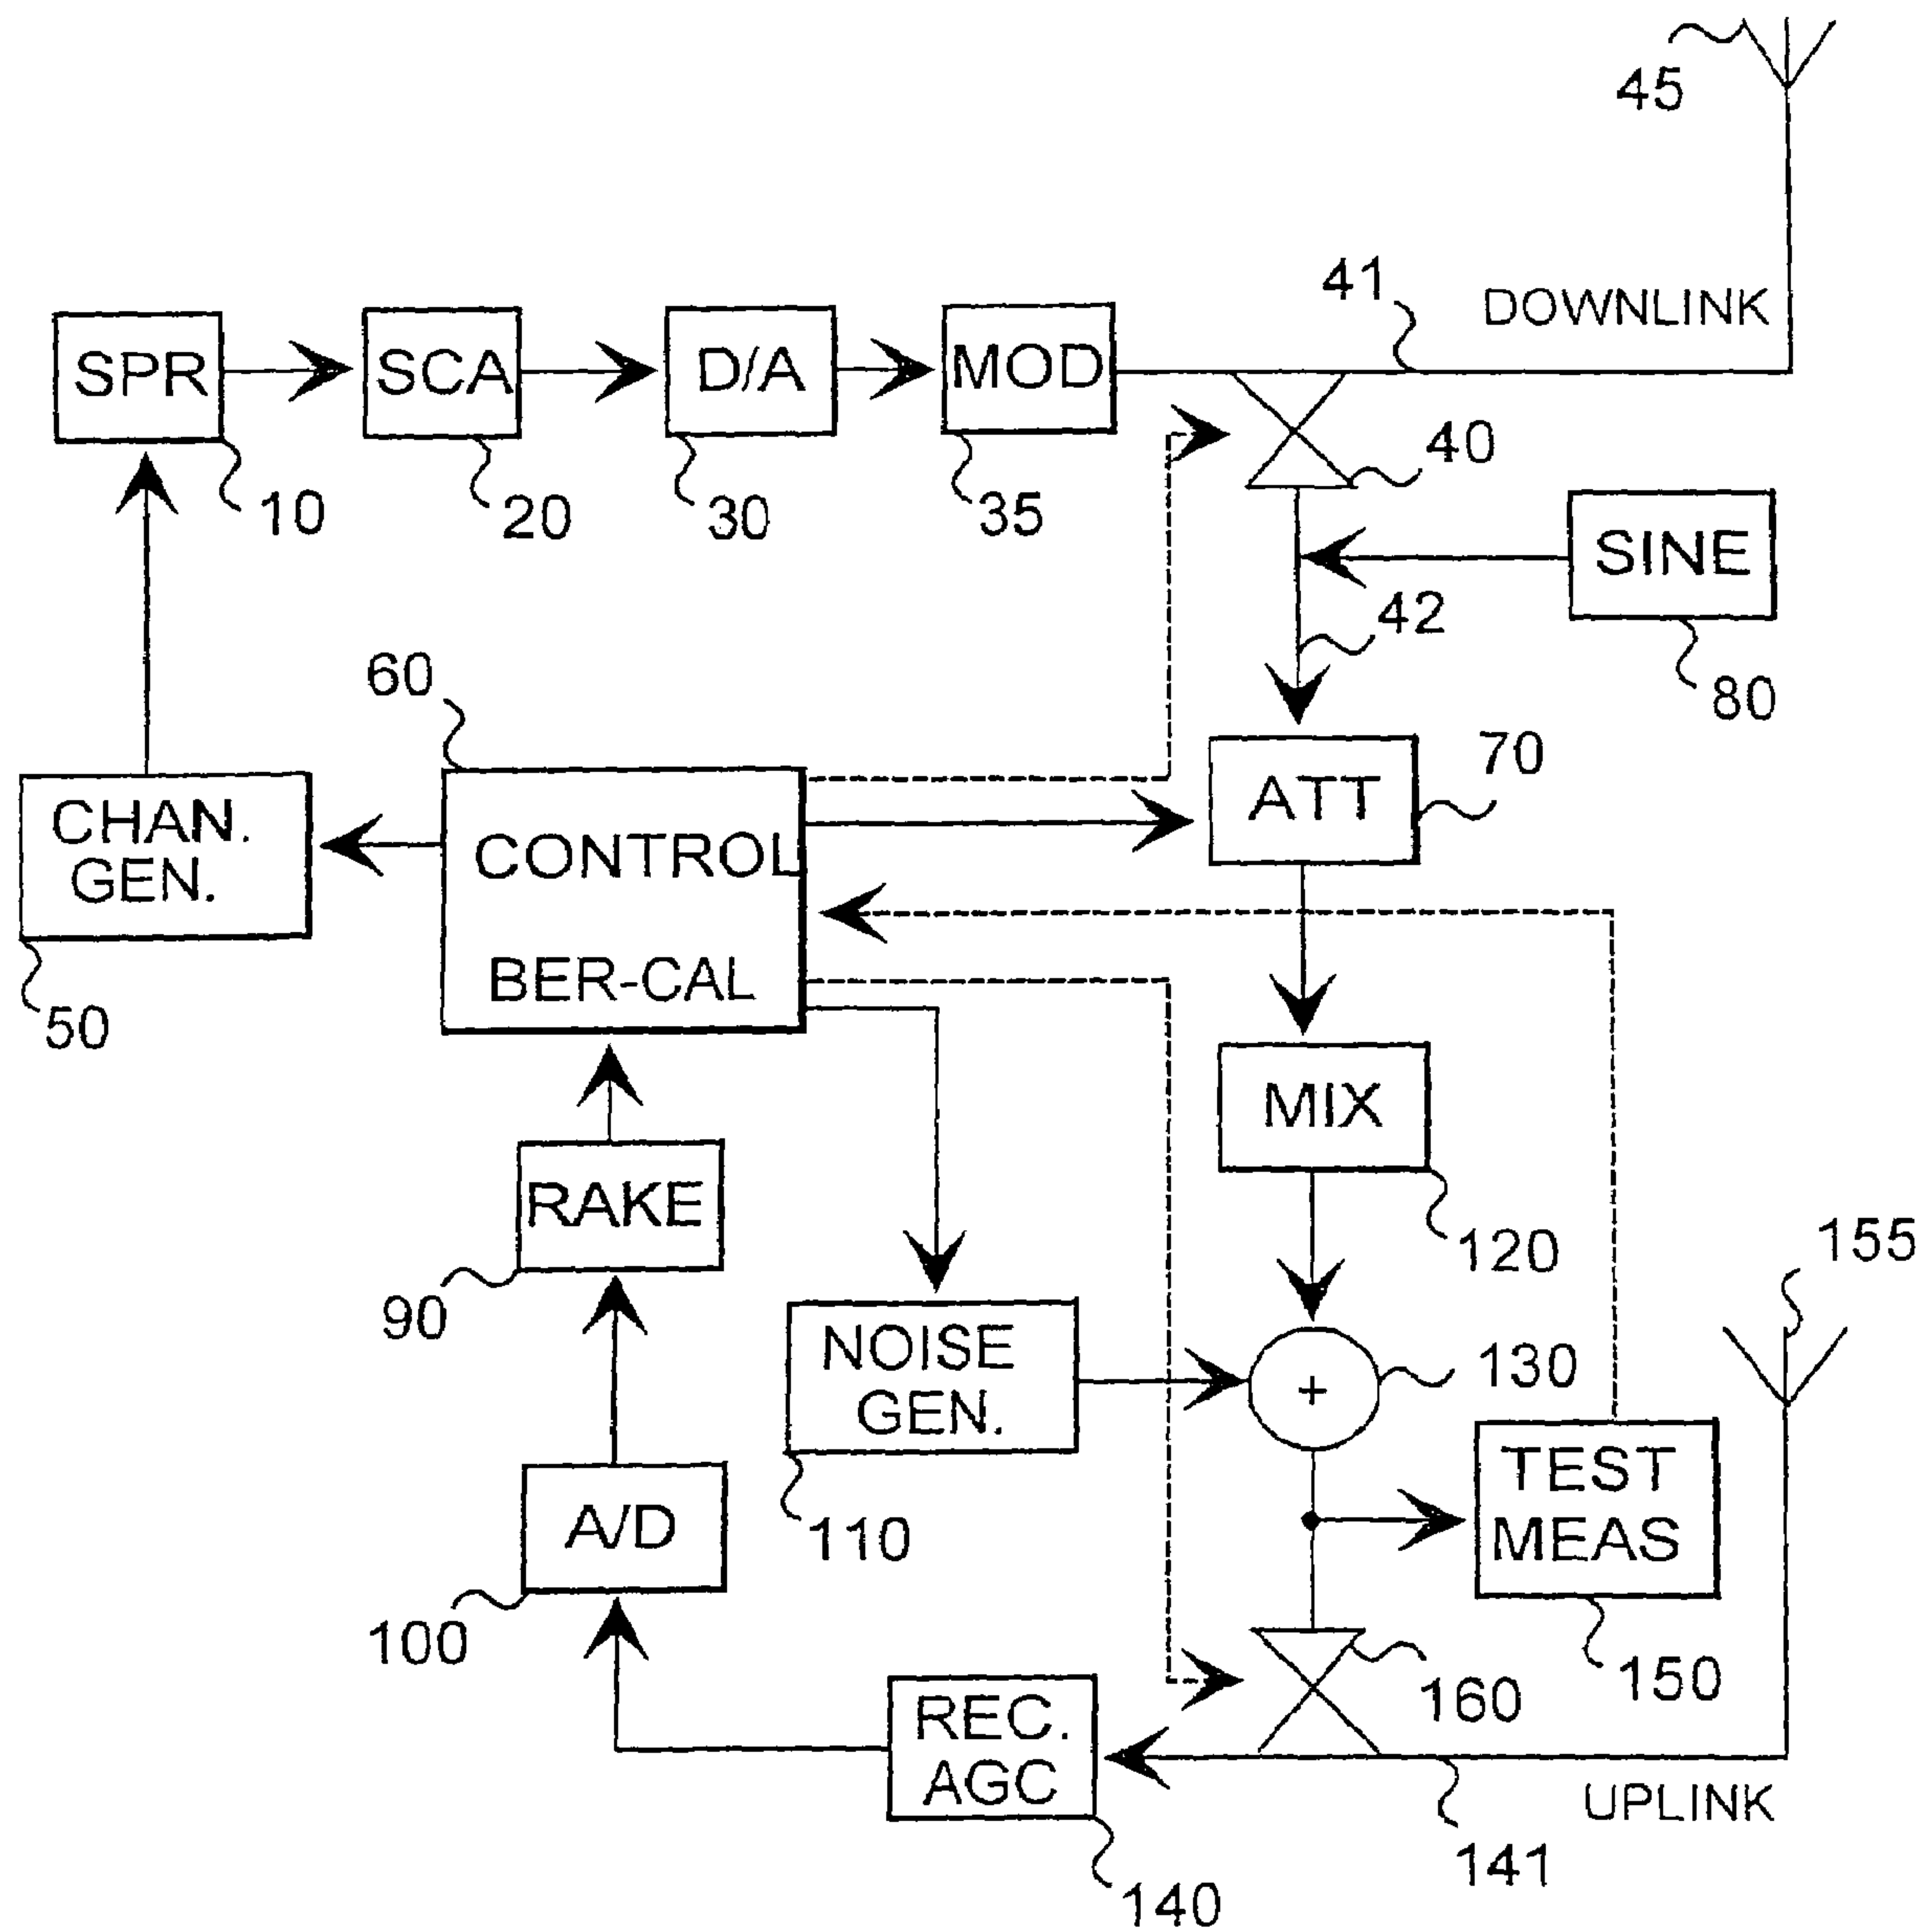 45
41
DOWNLINK
SPR
SCA
D/A
MOD
40
10
20
30
35
SINE
42
60
80
70
ATT
CHAN.
GEN.
CONTROL
BER-CAL
50
MIX
RAKE
120
155
90
NOISE
GEN.
+
130
TEST
MEAS
A/D
110
100
150
160
REC.
AGC
UPLINK
141
140